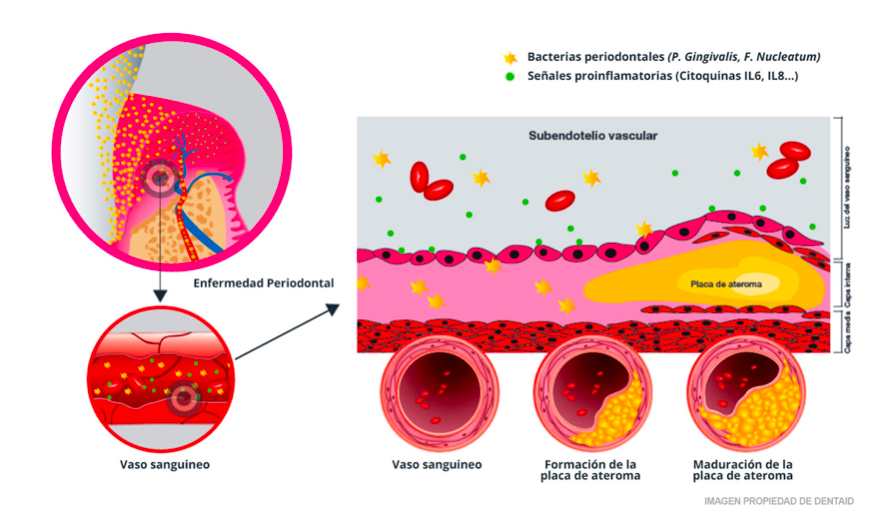 Bacterias periodontales (P. Gingivalis, F. Nucleatum)
Señales proinflamatorias (Citoquinas IL6, IL8...)
Subendotelio vascular
Luz del vaso sanguineo
Enfermedad Periodontal
Placa de ateroma
Capa interna
Capa media
Vaso sanguineo
Vaso sanguineo
Formación de la
placa de ateroma
Maduración de la
placa de ateroma
IMAGEN PROPIEDAD DE DENTAID